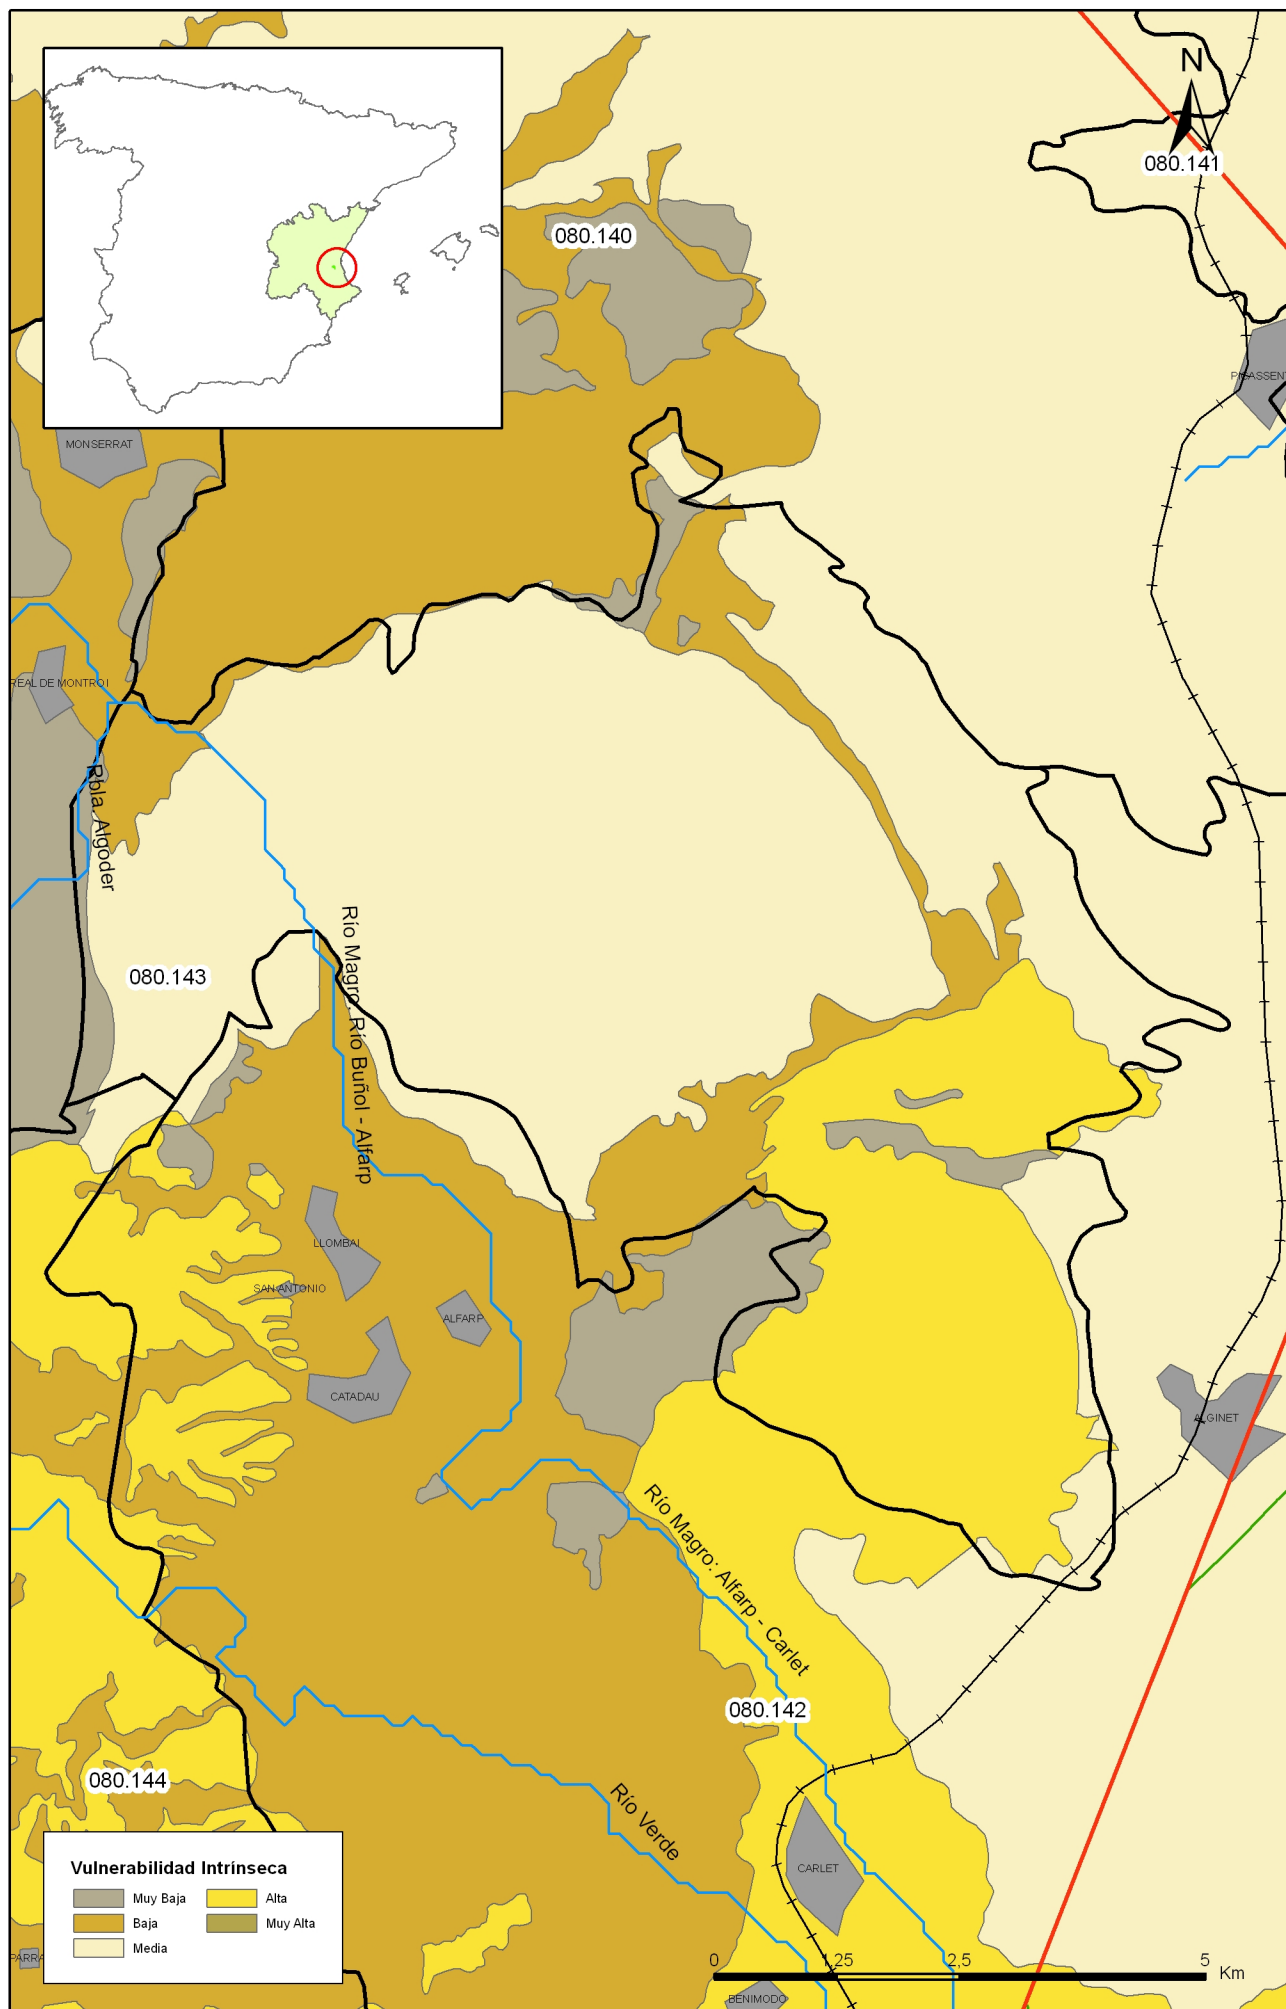 N
080.141
080.140
PICASSENT
MONSERRAT
REAL DE MONTROI
Rbla. Algoder
Río Magro: Río Buñol - Alfarp
080.143
LLOMBAI
SAN ANTONIO
ALFARP
CATADAU
ALGINET
Río Magro: Alfarp - Carlet
080.142
080.144
Río Verde
CARLET
Vulnerabilidad Intrínseca
Muy Baja
Alta
Baja
Muy Alta
Media
PARRA
0
1,25
2,5
5
Km
BENIMODO